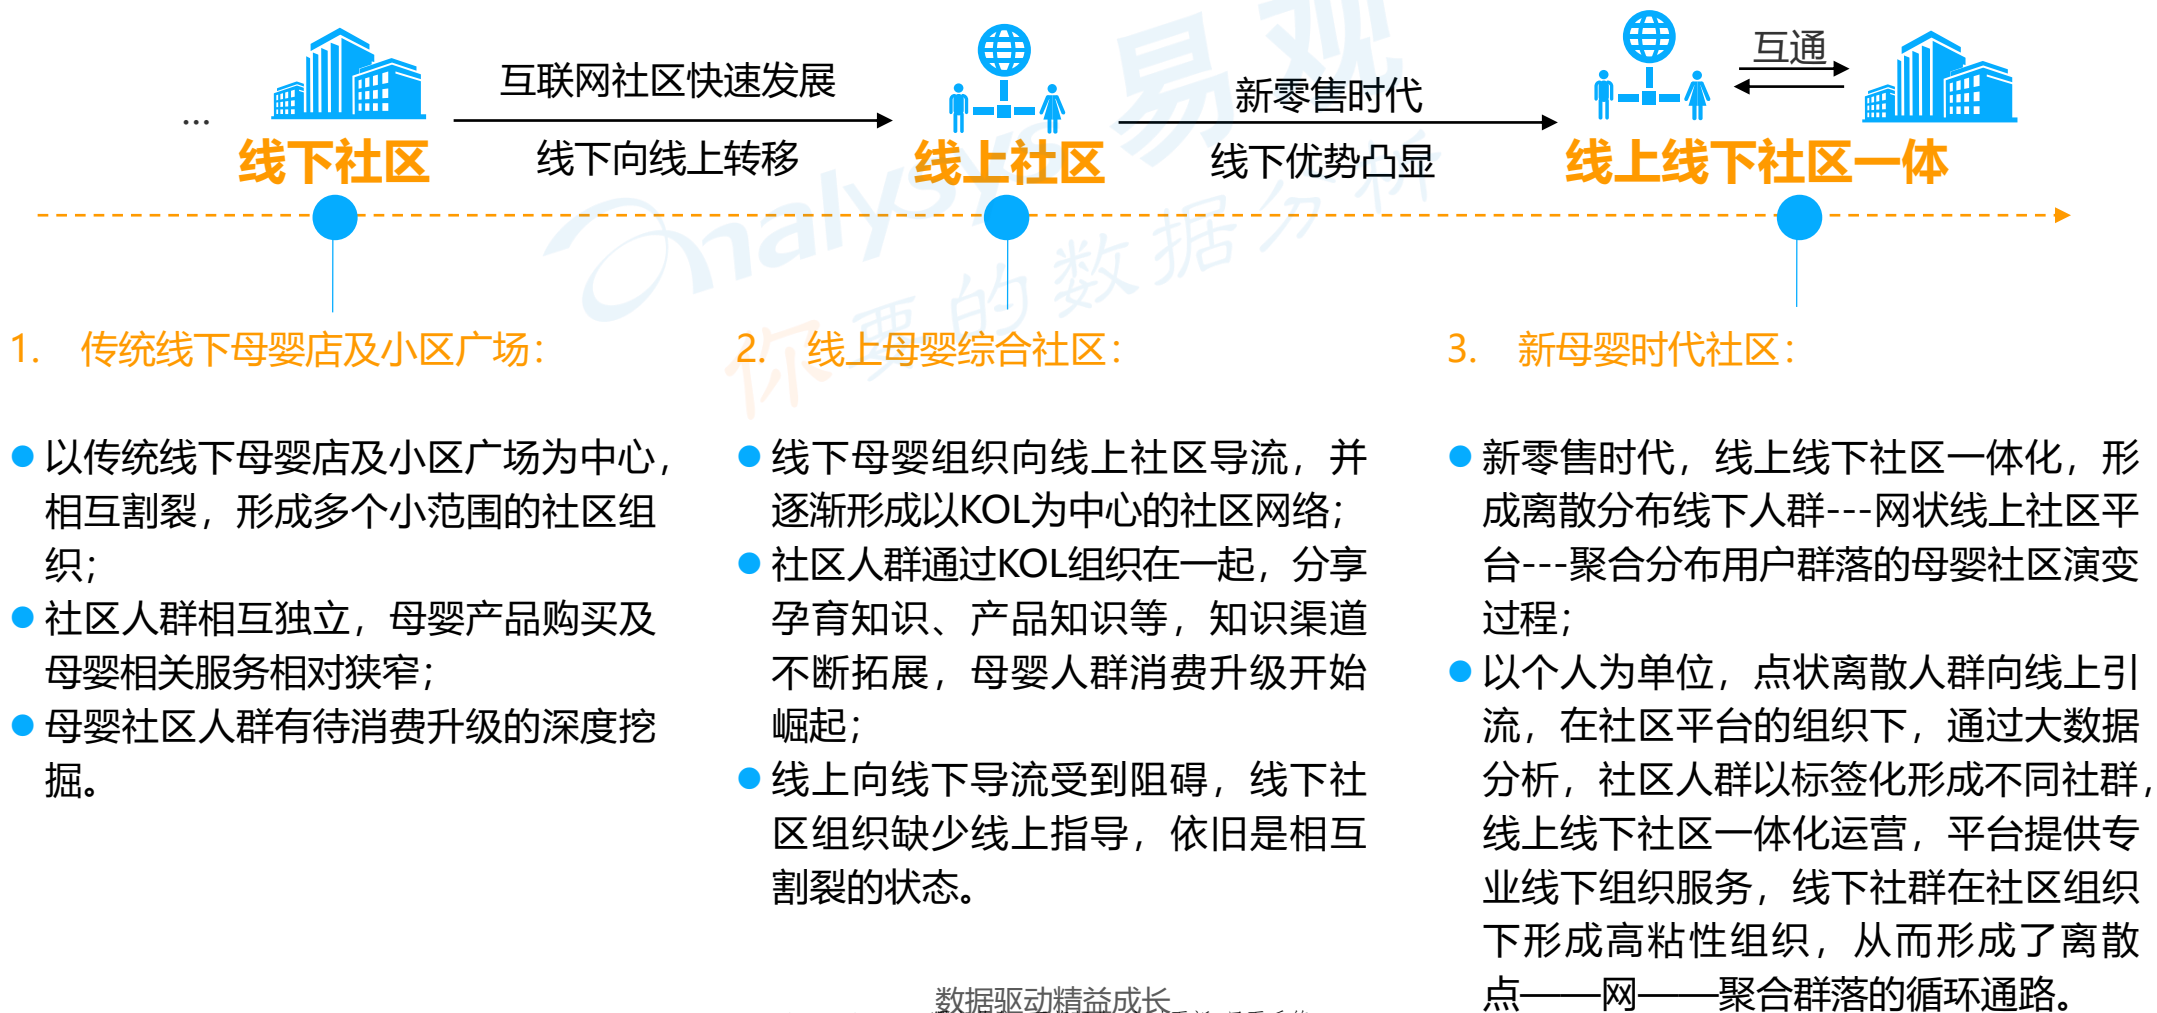 ...
线下社区
互联网社区快速发展
线下向线上转移
线上社区
新零售时代
线下优势凸显
互通
线上线下社区一体
nalysys 易观
你要的数据分析
1. 传统线下母婴店及小区广场：
以传统线下母婴店及小区广场为中心，
相互割裂，形成多个小范围的社区组
织；
社区人群相互独立，母婴产品购买及
母婴相关服务相对狭窄；
母婴社区人群有待消费升级的深度挖
掘。
2. 线上母婴综合社区：
线下母婴组织向线上社区导流，并
逐渐形成以KOL为中心的社区网络；
社区人群通过KOL组织在一起，分享
孕育知识、产品知识等，知识渠道
不断拓展，母婴人群消费升级开始
崛起；
线上向线下导流受到阻碍，线下社
区组织缺少线上指导，依旧是相互
割裂的状态。
3. 新母婴时代社区：
新零售时代，线上线下社区一体化，形
成离散分布线下人群---网状线上社区平
台---聚合分布用户群落的母婴社区演变
过程；
以个人为单位，点状离散人群向线上引
流，在社区平台的组织下，通过大数据
分析，社区人群以标签化形成不同社群，
线上线下社区一体化运营，平台提供专
业线下组织服务，线下社群在社区组织
下形成高粘性组织，从而形成了离散
点——网——聚合群落的循环通路。
数据驱动精益成长